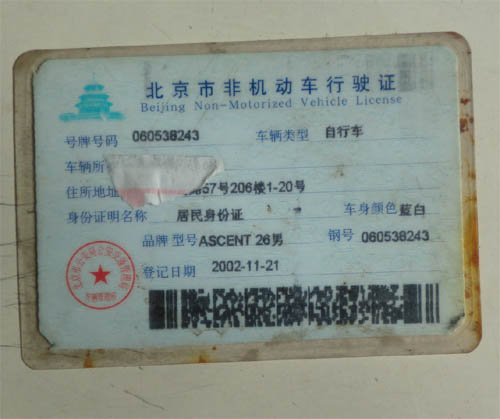 北京市非机动车行驶证
Beijing Non-Motorized Vehicle License
号牌号码 060538243 车辆类型 自行车
车辆所
住所地址 57号206楼1-20号
身份证明名称 居民身份证 车身颜色 蓝白
品牌型号 ASCENT 26男 钢号 060538243
登记日期 2002-11-21